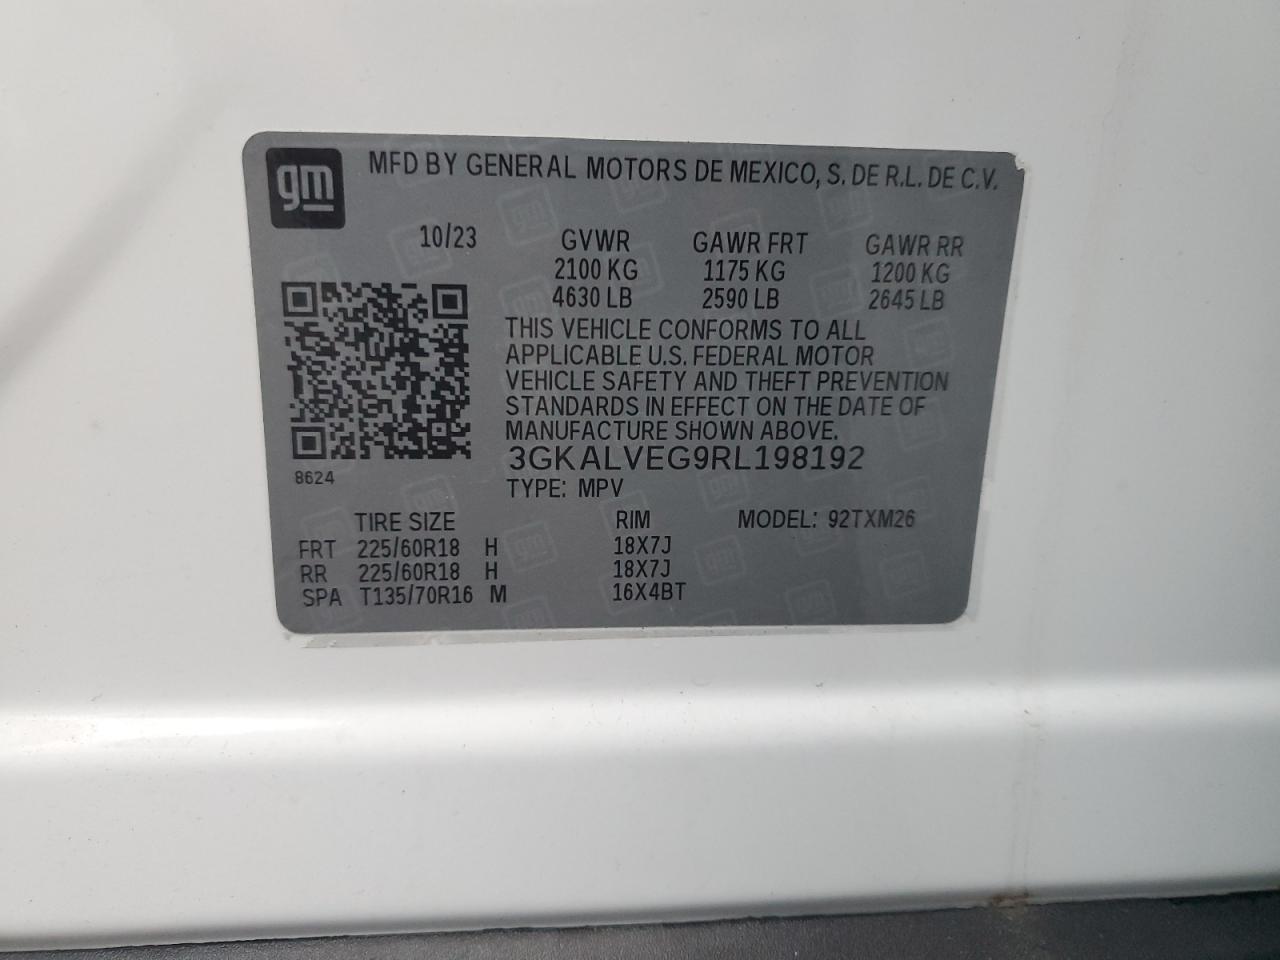 gm
MFD BY GENERAL MOTORS DE MEXICO, S. DE R.L. DE C.V.
10/23 GVWR GAWR FRT GAWR RR
2100 KG 1175 KG 1200 KG
4630 LB 2590 LB 2645 LB
THIS VEHICLE CONFORMS TO ALL
APPLICABLE U.S. FEDERAL MOTOR
VEHICLE SAFETY AND THEFT PREVENTION
STANDARDS IN EFFECT ON THE DATE OF
MANUFACTURE SHOWN ABOVE.
3GKALVEG9RL198192
8624
TYPE: MPV
TIRE SIZE RIM MODEL: 92TXM26
FRT 225/60R18 H 18X7J
RR 225/60R18 H 18X7J
SPA T135/70R16 M 16X4BT